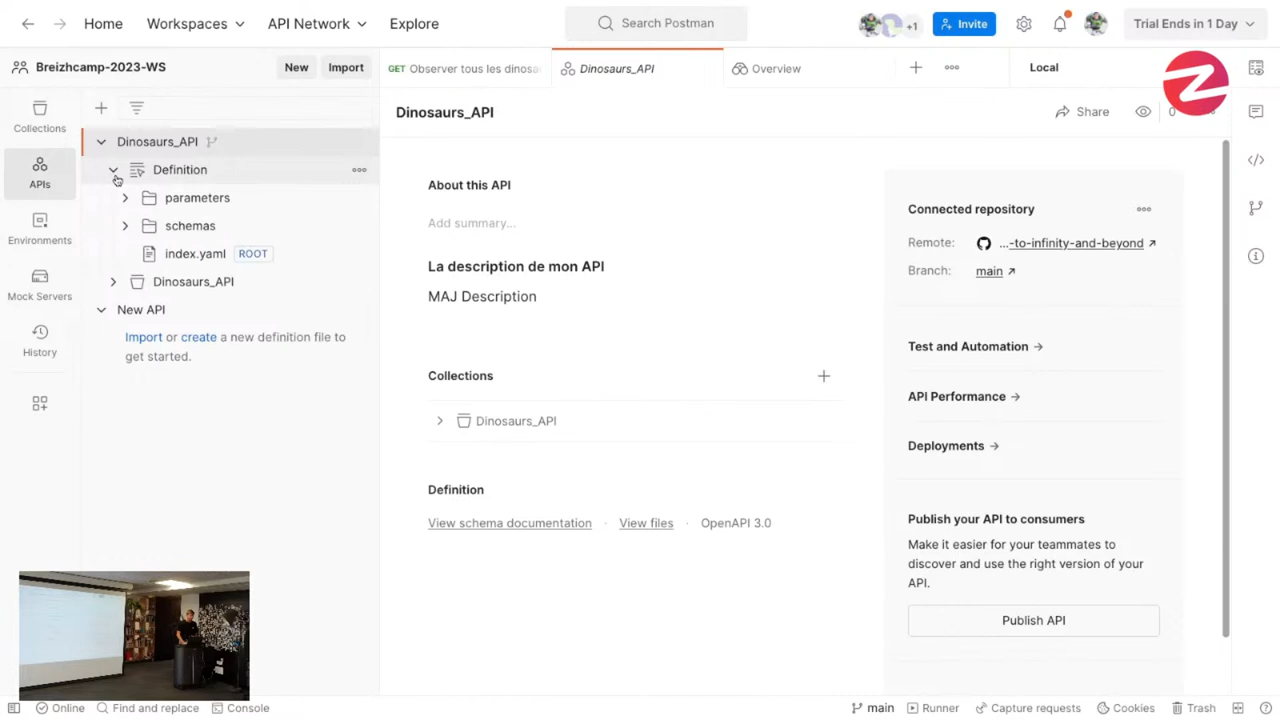 Home
Workspaces
API Network
Explore
Search Postman
+1
Invite
Trial Ends in 1 Day
Breizhcamp-2023-WS
New
Import
GET Observer tous les dinosa
Dinosaurs_API
Overview
Local
Collections
APIs
Environments
Mock Servers
History
Dinosaurs_API
Definition
parameters
schemas
index.yaml ROOT
Dinosaurs_API
New API
Import or create a new definition file to
get started.
Dinosaurs_API
Share
0
About this API
Add summary...
La description de mon API
MAJ Description
Collections
Dinosaurs_API
Definition
View schema documentation · View files · OpenAPI 3.0
Connected repository
Remote: ...-to-infinity-and-beyond
Branch: main
Test and Automation
API Performance
Deployments
Publish your API to consumers
Make it easier for your teammates to
discover and use the right version of your
API.
Publish API
Online
Find and replace
Console
main
Runner
Capture requests
Cookies
Trash